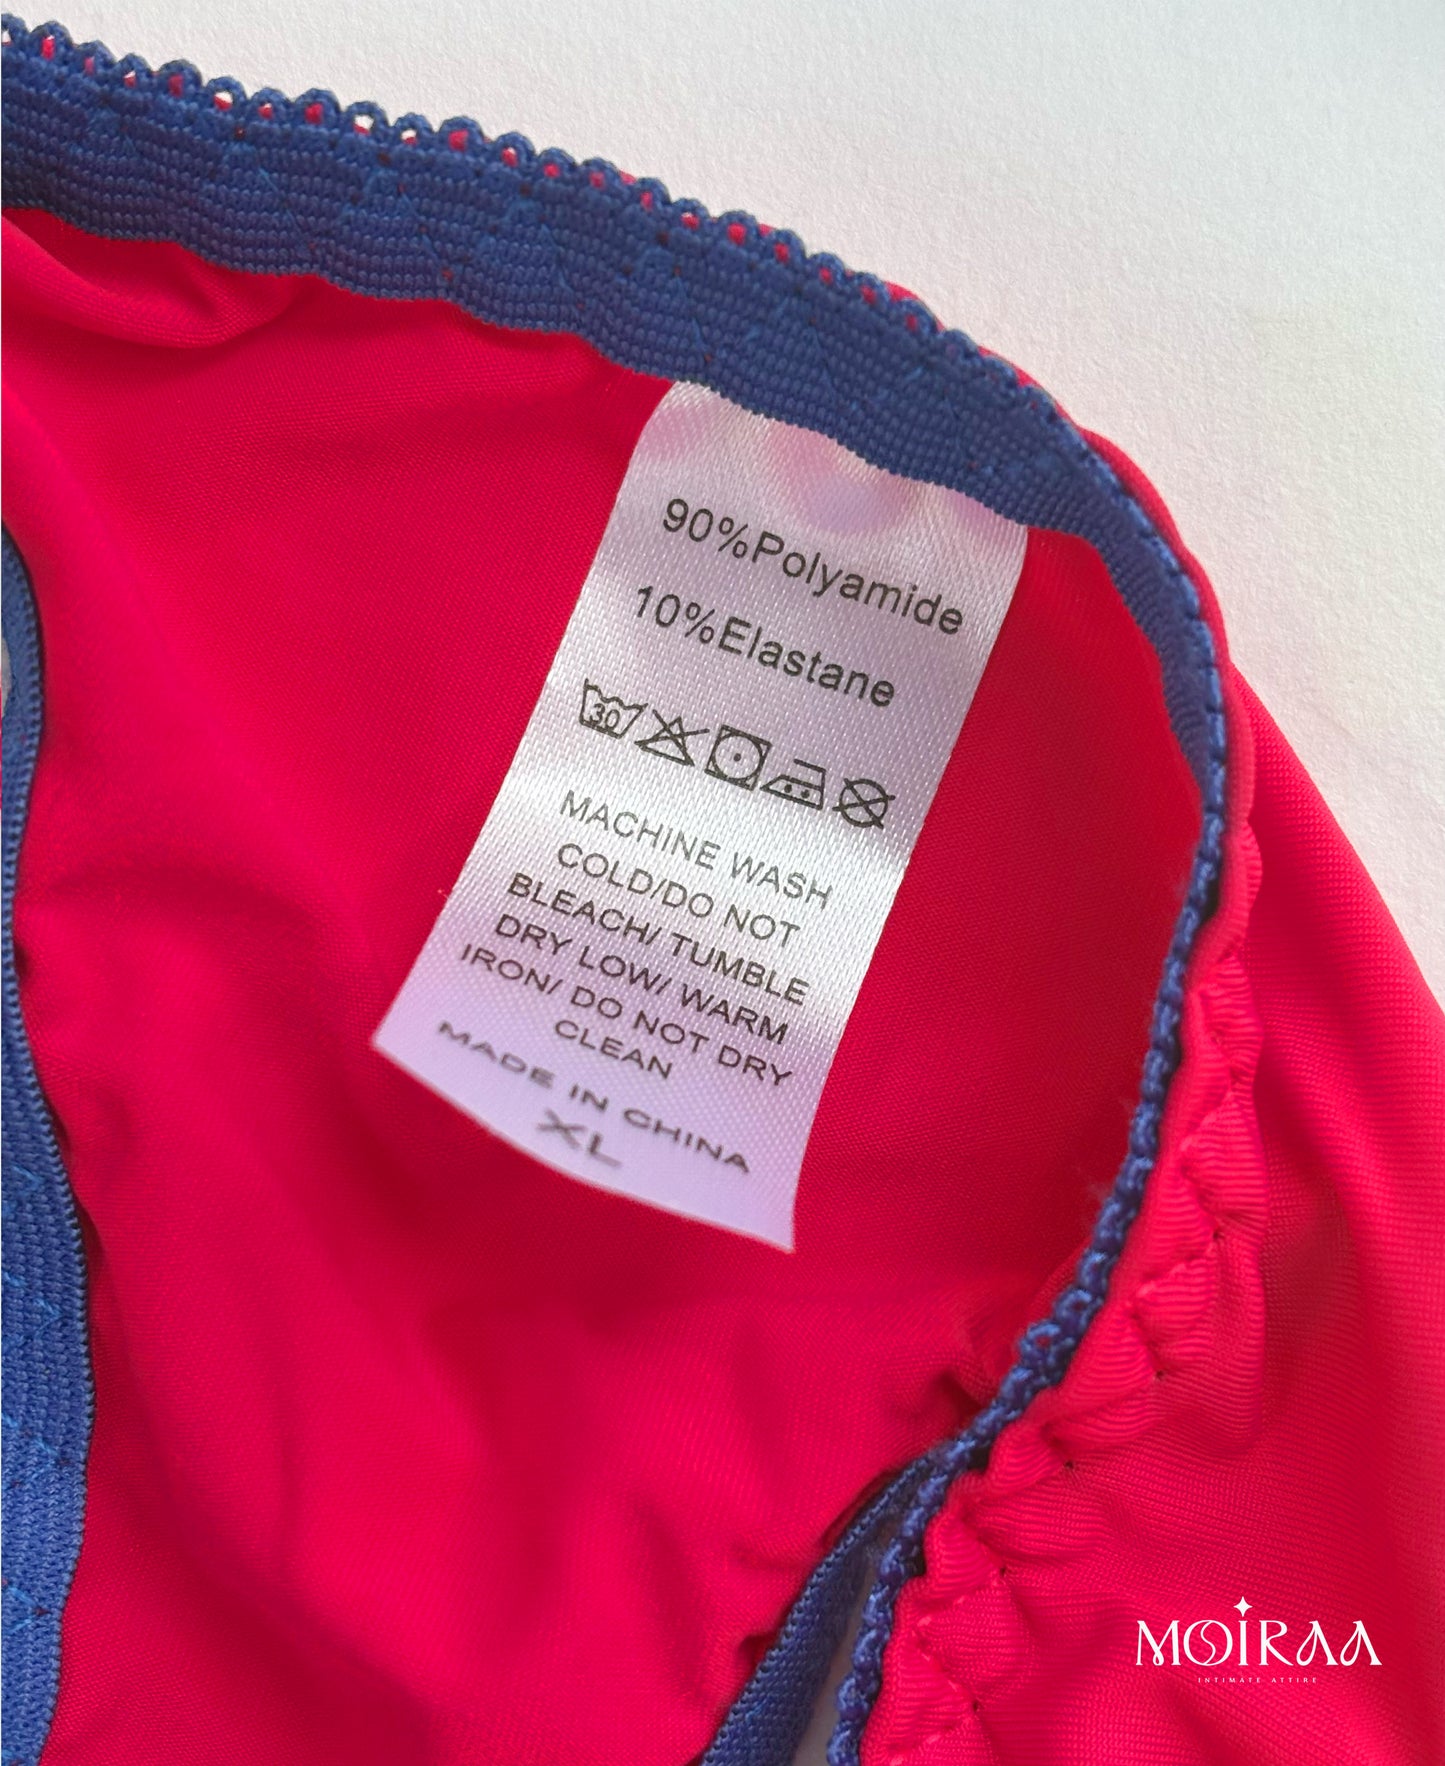 90%Polyamide
10%Elastane
30
MACHINE WASH
COLD/DO NOT
BLEACH/ TUMBLE
DRY LOW/ WARM
IRON/ DO NOT DRY
CLEAN
MADE IN CHINA
XL
MOIRAA
INTIMATE ATTIRE